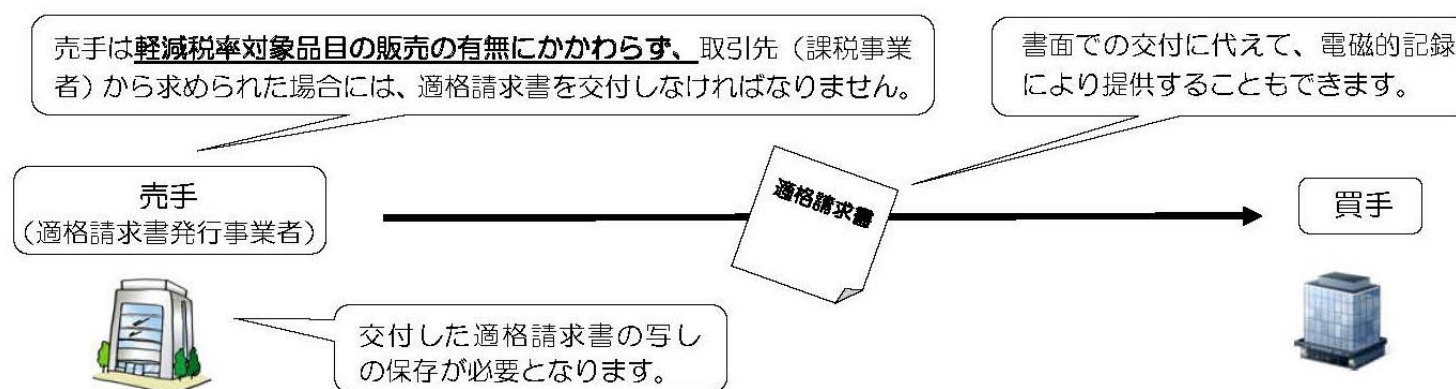 売手は軽減税率対象品目の販売の有無にかかわらず、取引先（課税事業
者）から求められた場合には、適格請求書を交付しなければなりません。
書面での交付に代えて、電磁的記録
により提供することもできます。
売手
（適格請求書発行事業者）
適格請求書
買手
交付した適格請求書の写し
の保存が必要となります。